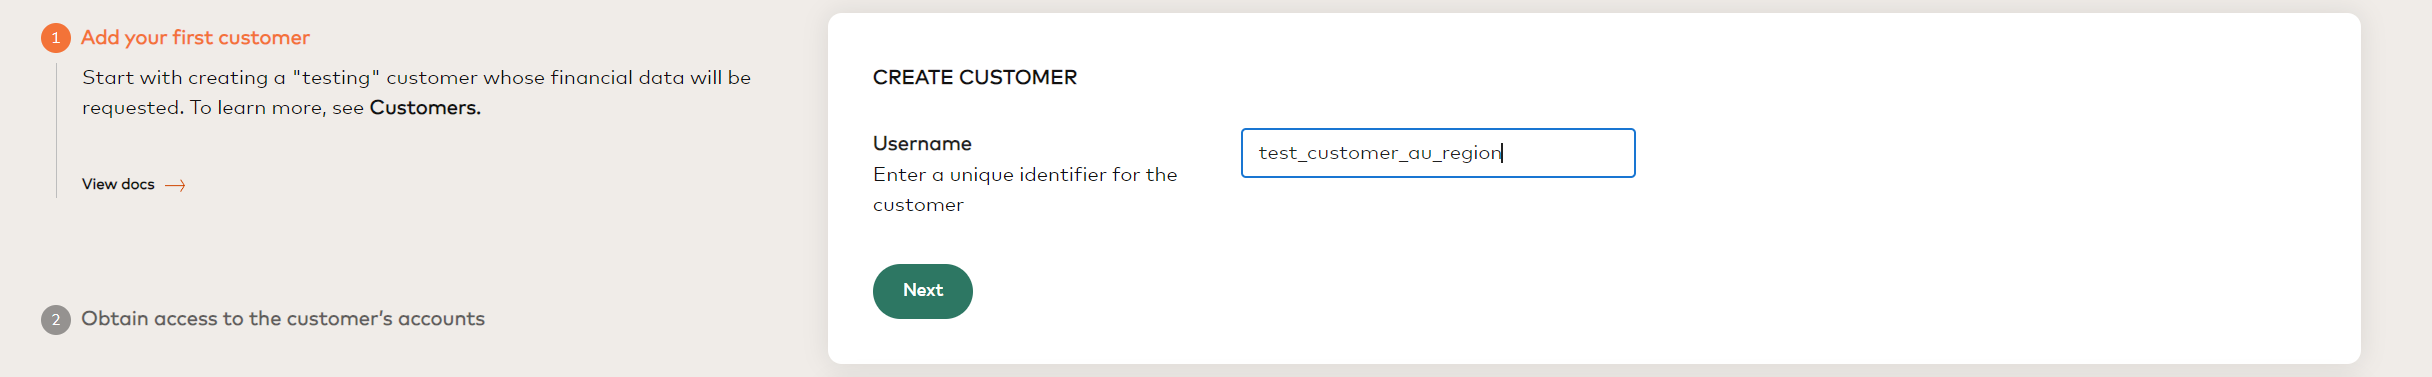 1 Add your first customer
Start with creating a "testing" customer whose financial data will be
requested. To learn more, see Customers.
View docs →
2 Obtain access to the customer’s accounts
CREATE CUSTOMER
Username
Enter a unique identifier for the
customer
test_customer_au_region
Next